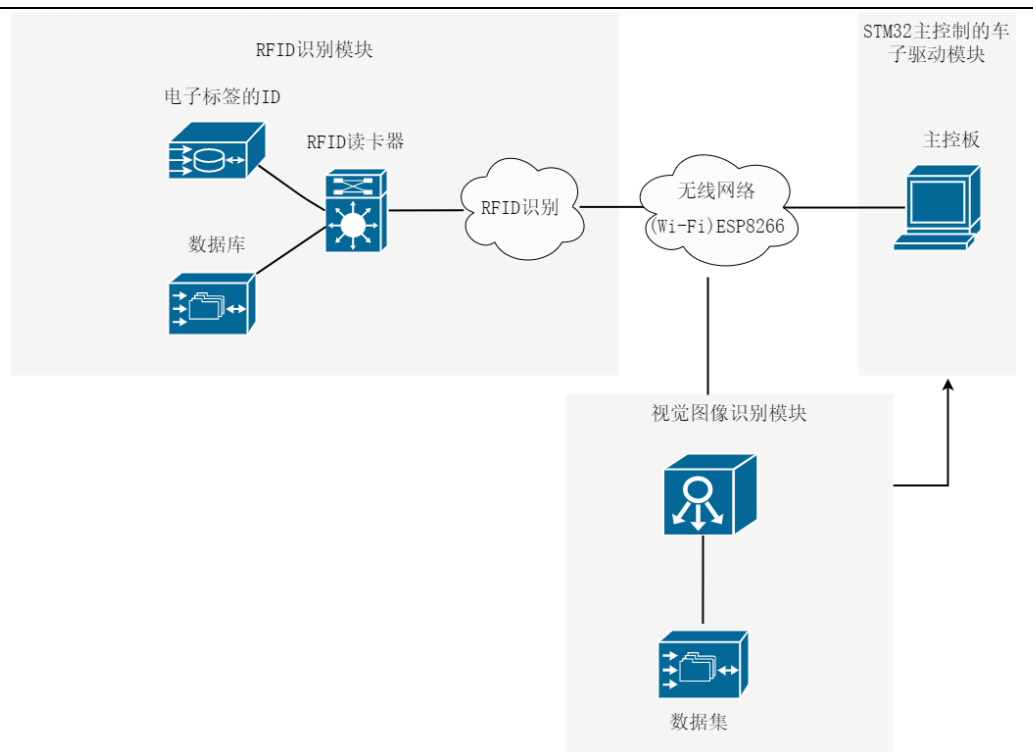 RFID识别模块
电子标签的ID
RFID读卡器
数据库
RFID识别
无线网络
(Wi-Fi)ESP8266
STM32主控制的车
子驱动模块
主控板
视觉图像识别模块
数据集